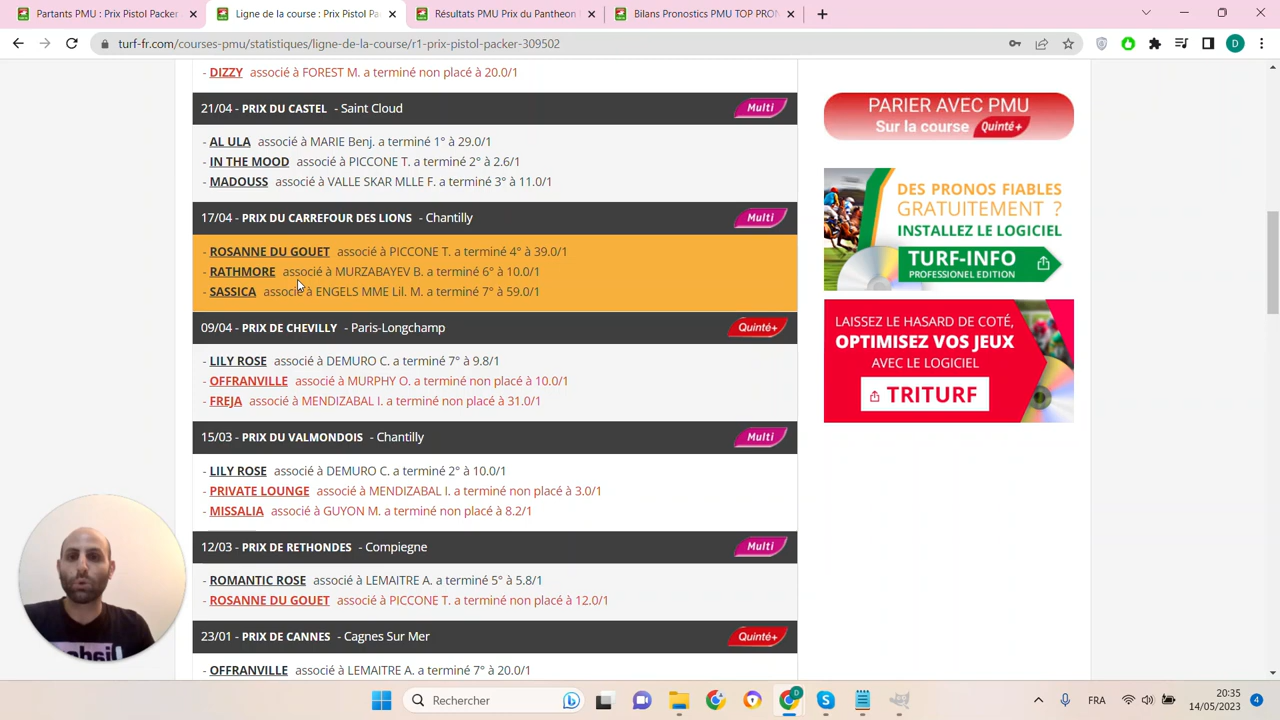 Partants PMU : Prix Pistol Packer
Ligne de la course : Prix Pistol Pa
Résultats PMU Prix du Pantheon
Bilans Pronostics PMU TOP PRON
turf-fr.com/courses-pmu/statistiques/ligne-de-la-course/r1-prix-pistol-packer-309502
D
- DIZZY associé à FOREST M. a terminé non placé à 20.0/1
21/04 - PRIX DU CASTEL - Saint Cloud Multi
- AL ULA associé à MARIE Benj. a terminé 1° à 29.0/1
- IN THE MOOD associé à PICCONE T. a terminé 2° à 2.6/1
- MADOUSS associé à VALLE SKAR MLLE F. a terminé 3° à 11.0/1
17/04 - PRIX DU CARREFOUR DES LIONS - Chantilly Multi
- ROSANNE DU GOUET associé à PICCONE T. a terminé 4° à 39.0/1
- RATHMORE associé à MURZABAYEV B. a terminé 6° à 10.0/1
- SASSICA associé à ENGELS MME Lil. M. a terminé 7° à 59.0/1
09/04 - PRIX DE CHEVILLY - Paris-Longchamp Quinté+
- LILY ROSE associé à DEMURO C. a terminé 7° à 9.8/1
- OFFRANVILLE associé à MURPHY O. a terminé non placé à 10.0/1
- FREJA associé à MENDIZABAL I. a terminé non placé à 31.0/1
15/03 - PRIX DU VALMONDOIS - Chantilly Multi
- LILY ROSE associé à DEMURO C. a terminé 2° à 10.0/1
- PRIVATE LOUNGE associé à MENDIZABAL I. a terminé non placé à 3.0/1
- MISSALIA associé à GUYON M. a terminé non placé à 8.2/1
12/03 - PRIX DE RETHONDES - Compiegne Multi
- ROMANTIC ROSE associé à LEMAITRE A. a terminé 5° à 5.8/1
- ROSANNE DU GOUET associé à PICCONE T. a terminé non placé à 12.0/1
23/01 - PRIX DE CANNES - Cagnes Sur Mer Quinté+
- OFFRANVILLE associé à LEMAITRE A. a terminé 7° à 20.0/1
PARIER AVEC PMU
Sur la course Quinté+
DES PRONOS FIABLES
GRATUITEMENT ?
INSTALLEZ LE LOGICIEL
TURF-INFO
PROFESSIONEL EDITION
LAISSEZ LE HASARD DE COTÉ,
OPTIMISEZ VOS JEUX
AVEC LE LOGICIEL
TRITURF
Rechercher
D
FRA
20:35
14/05/2023
4